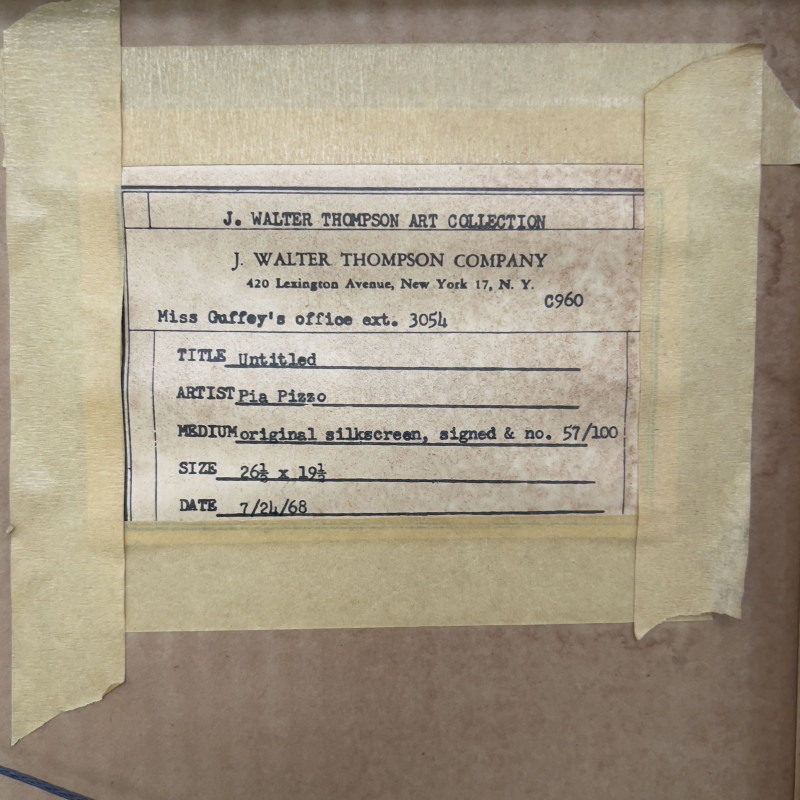 J. WALTER THOMPSON ART COLLECTION
J. WALTER THOMPSON COMPANY
420 Lexington Avenue, New York 17, N. Y.
C960
Miss Guffey's office ext. 3054
TITLE Untitled
ARTIST Pia Pizzo
MEDIUM original silkscreen, signed & no. 57/100
SIZE 26½ x 19½
DATE 7/24/68